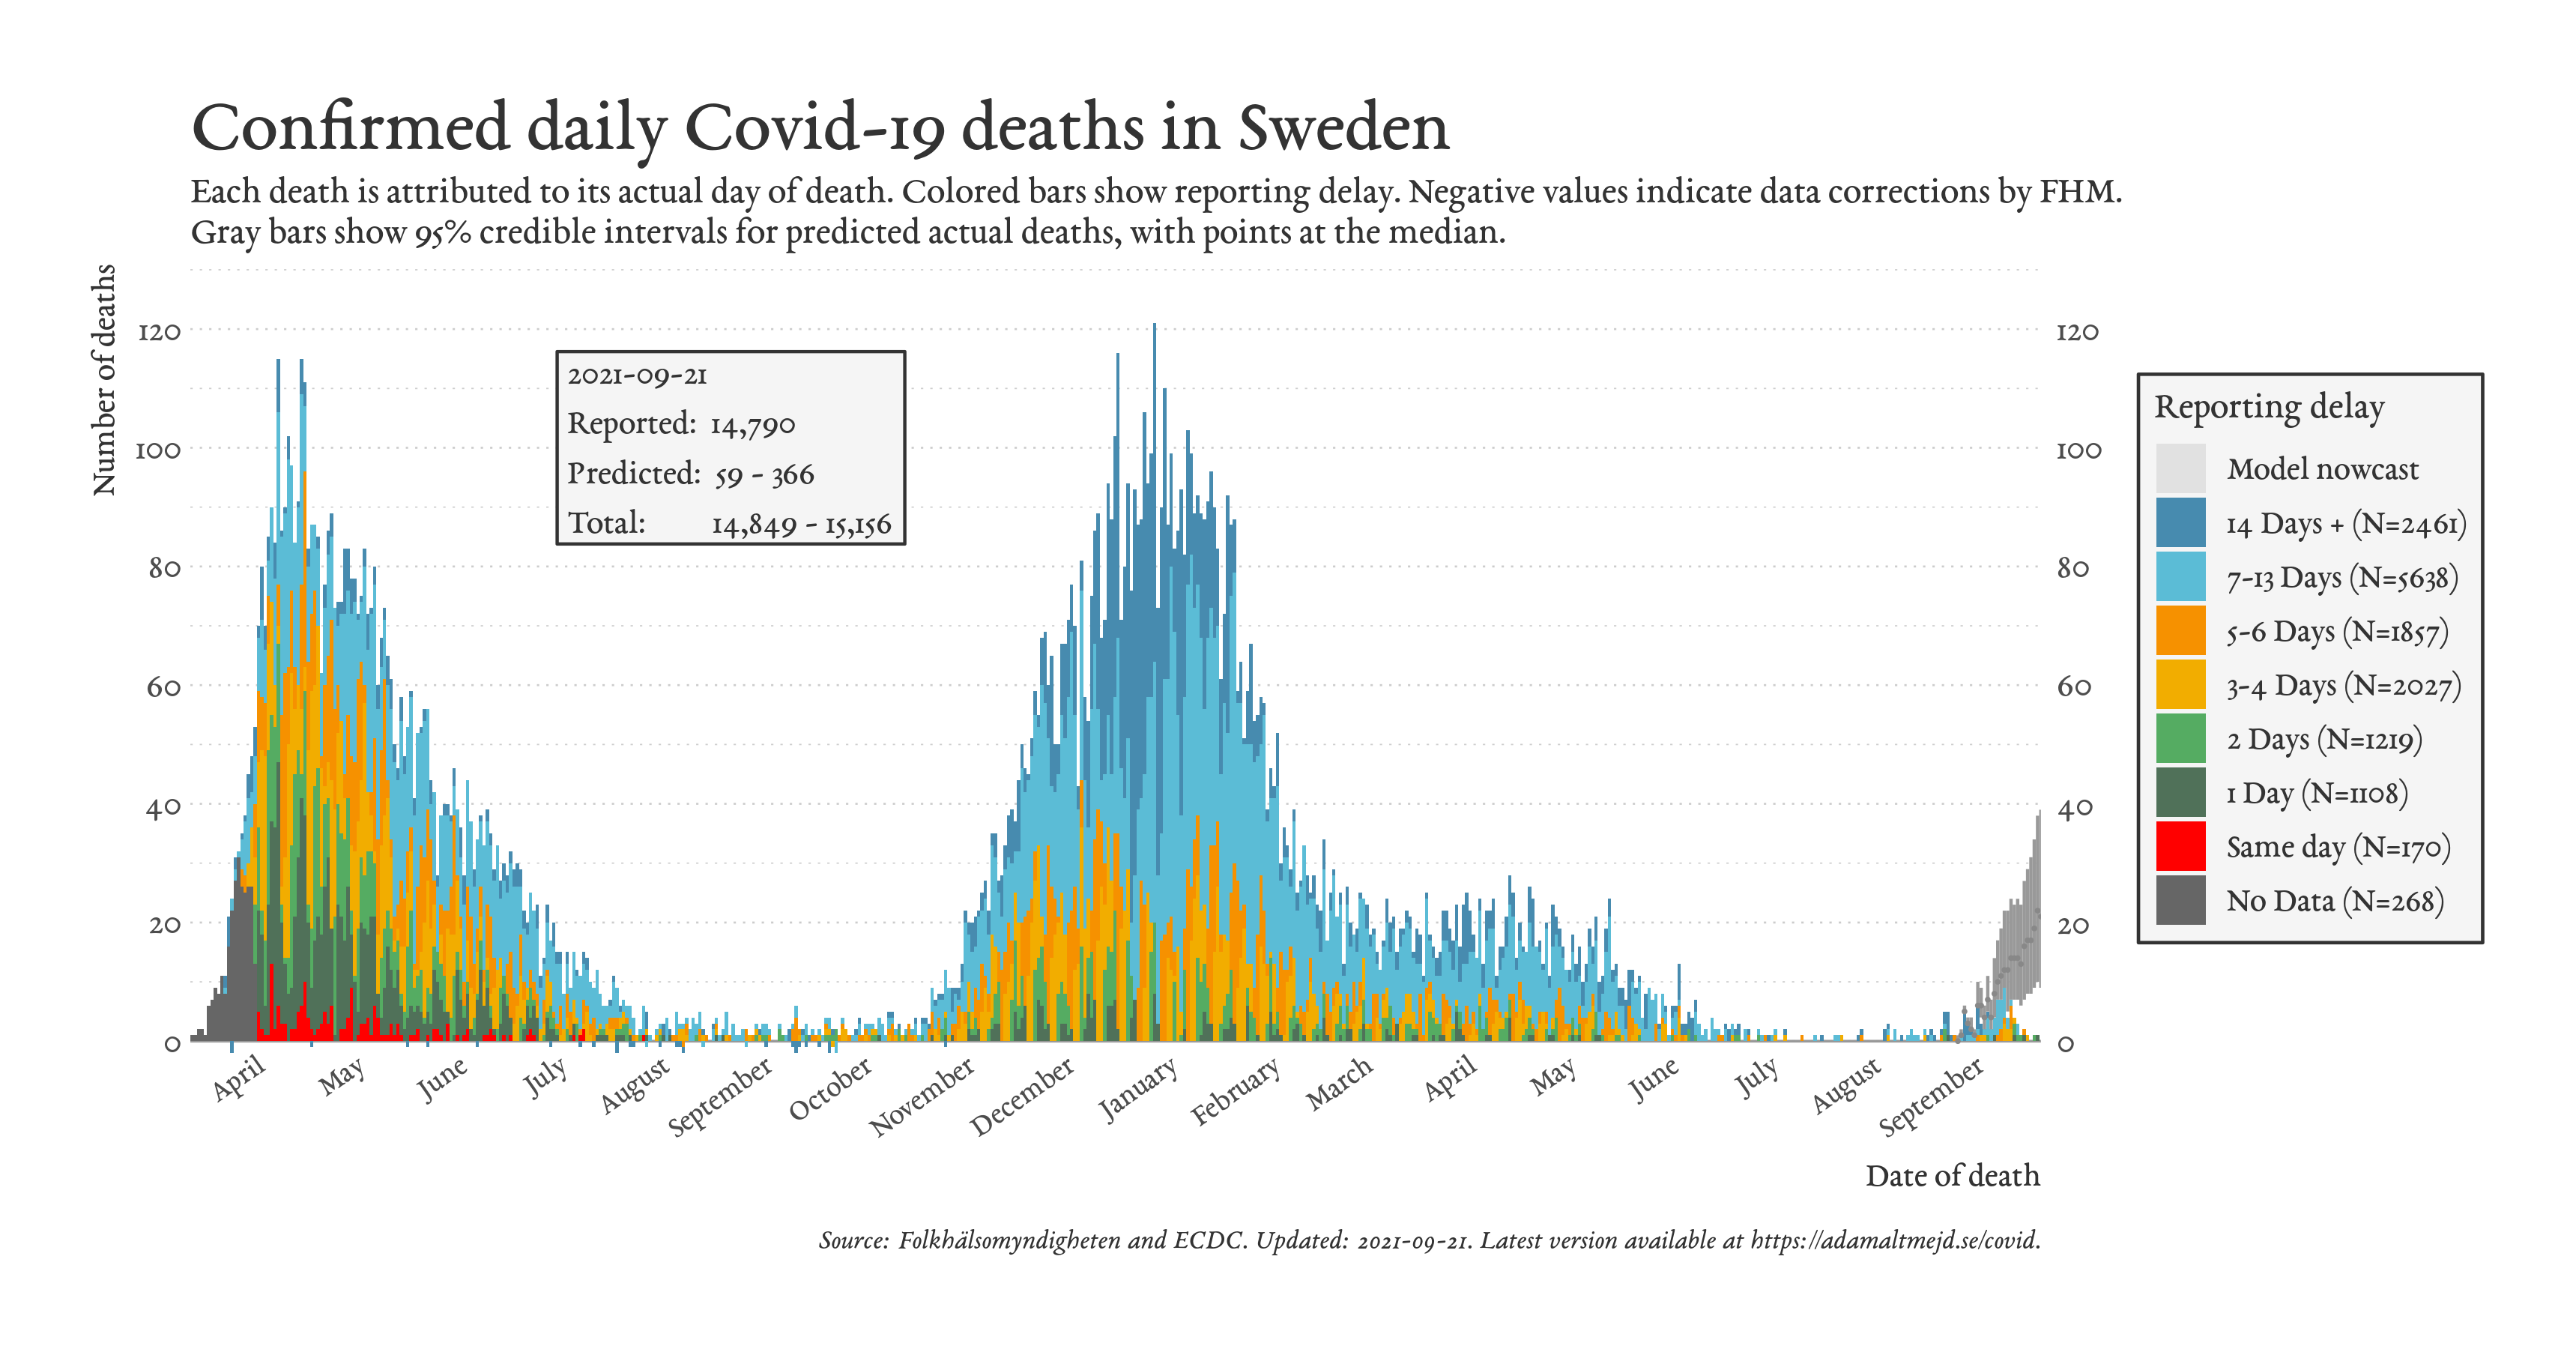 Confirmed daily Covid-19 deaths in Sweden
Each death is attributed to its actual day of death. Colored bars show reporting delay. Negative values indicate data corrections by FHM.
Gray bars show 95% credible intervals for predicted actual deaths, with points at the median.
Number of deaths
120
100
80
60
40
20
0
2021-09-21
Reported: 14,790
Predicted: 59 - 366
Total: 14,849 - 15,156
120
100
80
60
40
20
0
Reporting delay
Model nowcast
14 Days + (N=2461)
7-13 Days (N=5638)
5-6 Days (N=1857)
3-4 Days (N=2027)
2 Days (N=1219)
1 Day (N=1108)
Same day (N=170)
No Data (N=268)
April
May
June
July
August
September
October
November
December
January
February
March
April
May
June
July
August
September
Date of death
Source: Folkhälsomyndigheten and ECDC. Updated: 2021-09-21. Latest version available at https://adamaltmejd.se/covid.